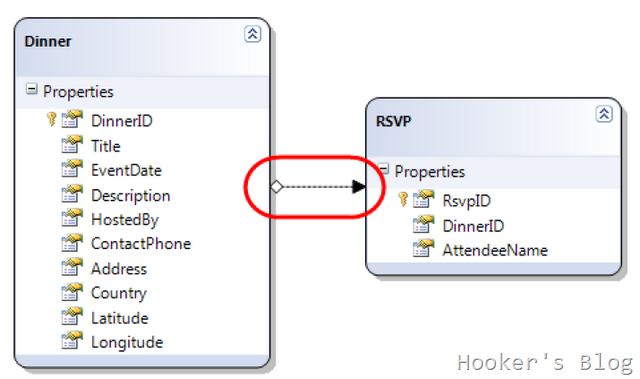 Dinner
Properties
DinnerID
Title
EventDate
Description
HostedBy
ContactPhone
Address
Country
Latitude
Longitude
RSVP
Properties
RsvpID
DinnerID
AttendeeName
Hooker's Blog